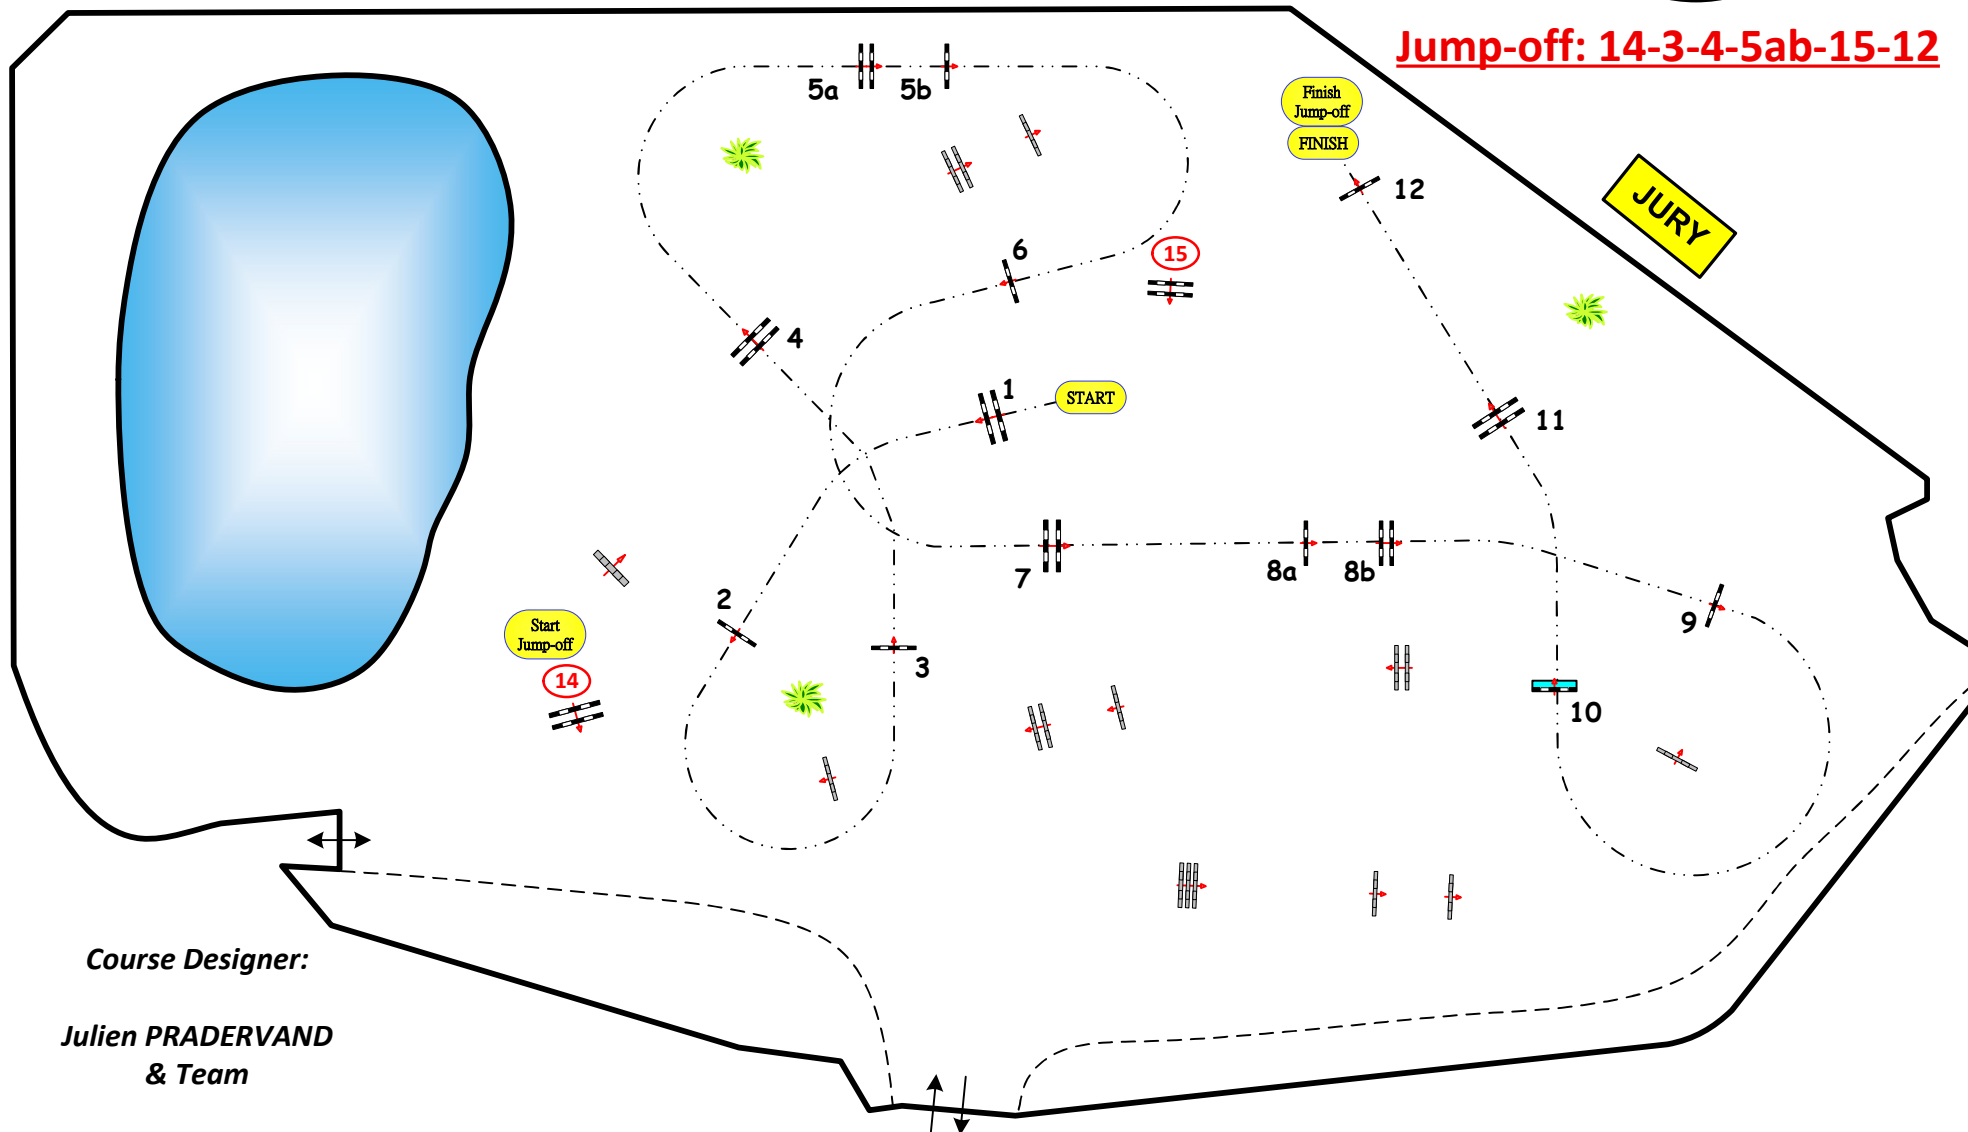 Jump-off: 14-3-4-5ab-15-12
5a
5b
Finish
Jump-off
FINISH
12
JURY
6
15
4
1
START
11
7
8a
8b
2
Start
Jump-off
14
3
9
10
Course Designer:
Julien PRADERVAND
& Team